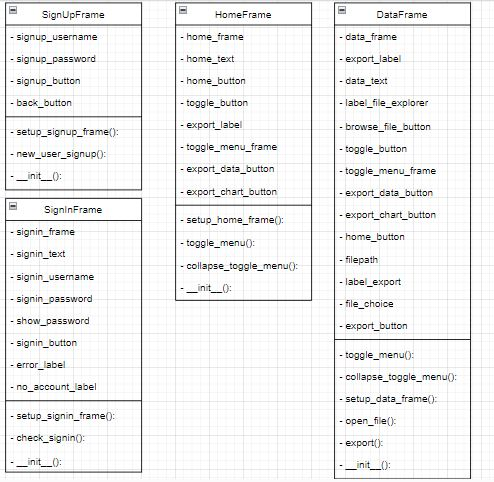 SignUpFrame
- signup_username
- signup_password
- signup_button
- back_button
- setup_signup_frame():
- new_user_signup():
- __init__():
SignInFrame
- signin_frame
- signin_text
- signin_username
- signin_password
- show_password
- signin_button
- error_label
- no_account_label
- setup_signin_frame():
- check_signin():
- __init__():
HomeFrame
- home_frame
- home_text
- home_button
- toggle_button
- export_label
- toggle_menu_frame
- export_data_button
- export_chart_button
- setup_home_frame():
- toggle_menu():
- collapse_toggle_menu():
- __init__():
DataFrame
- data_frame
- export_label
- data_text
- label_file_explorer
- browse_file_button
- toggle_button
- toggle_menu_frame
- export_data_button
- export_chart_button
- home_button
- filepath
- label_export
- file_choice
- export_button
- toggle_menu():
- collapse_toggle_menu():
- setup_data_frame():
- open_file():
- export():
- __init__():